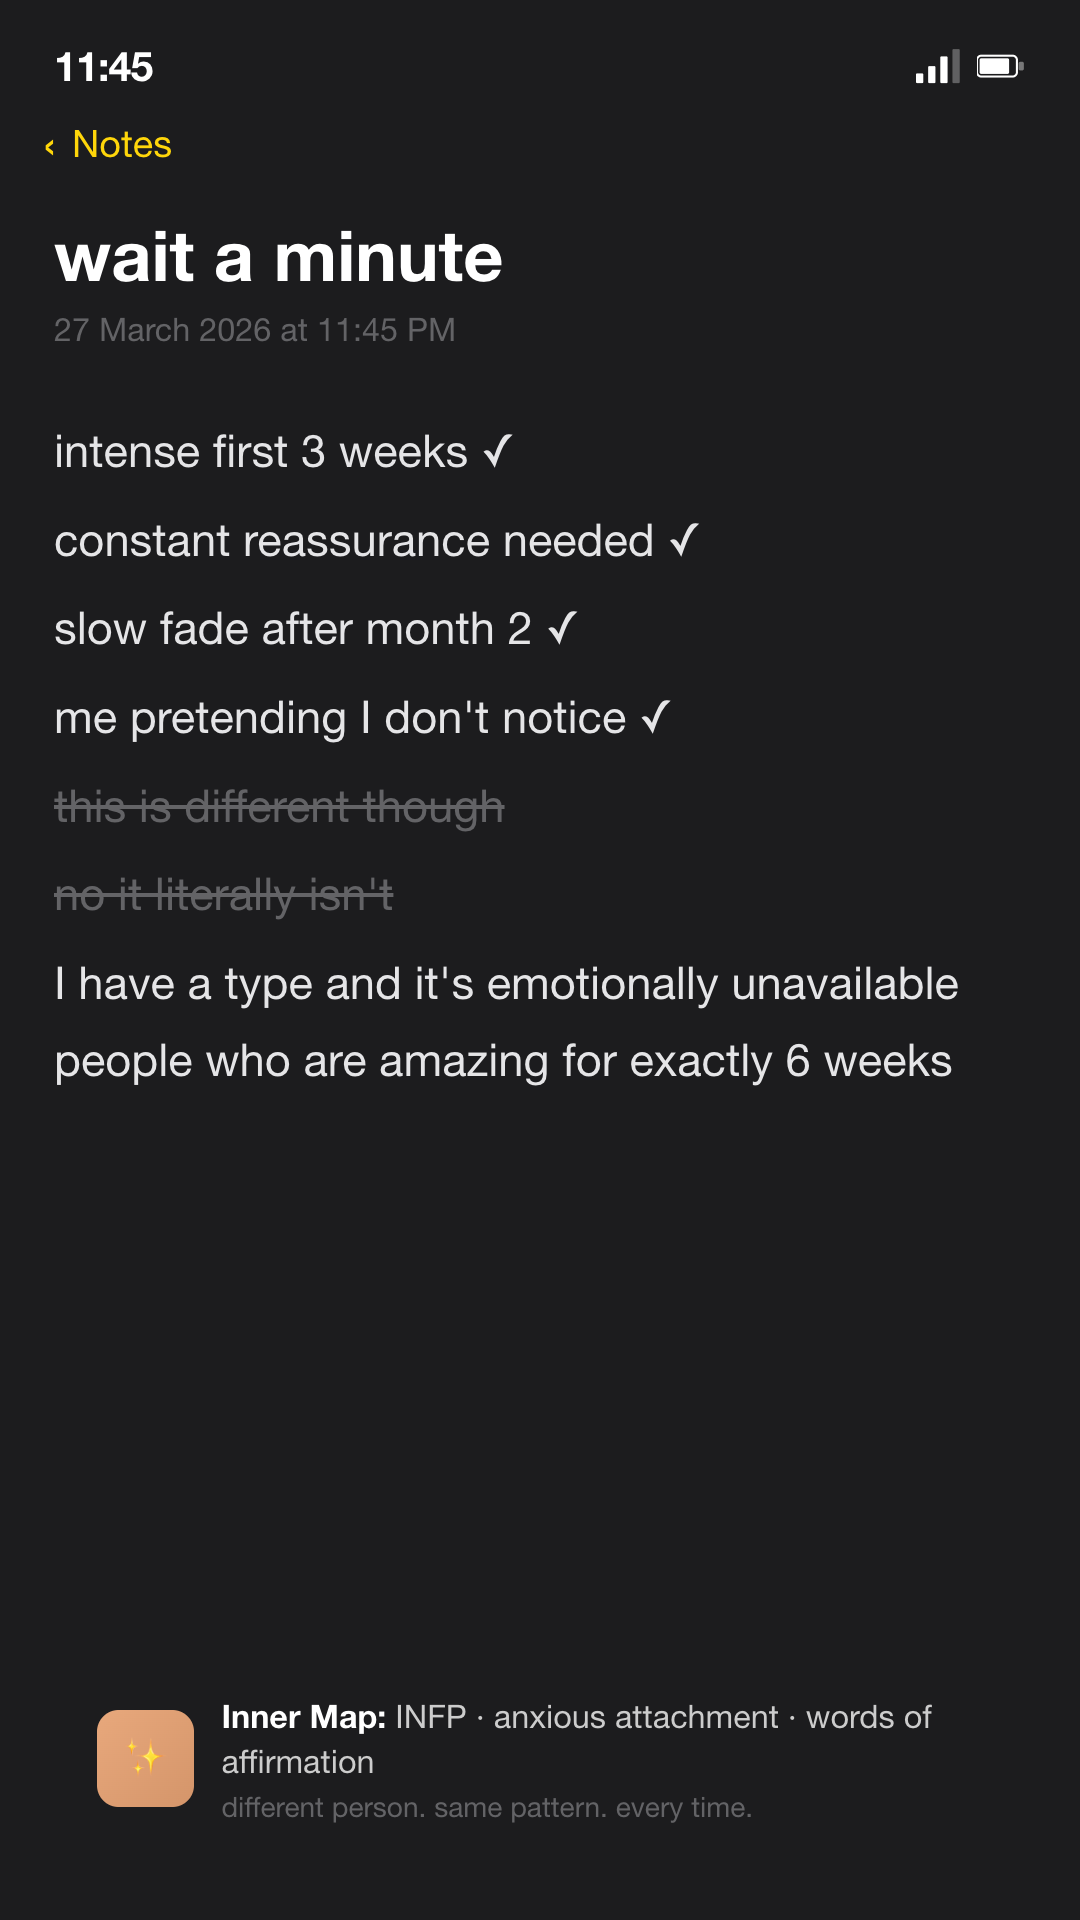 11:45
‹ Notes
wait a minute
27 March 2026 at 11:45 PM
intense first 3 weeks ✓
constant reassurance needed ✓
slow fade after month 2 ✓
me pretending I don't notice ✓
this is different though
no it literally isn't
I have a type and it's emotionally unavailable
people who are amazing for exactly 6 weeks
Inner Map: INFP · anxious attachment · words of
affirmation
different person. same pattern. every time.